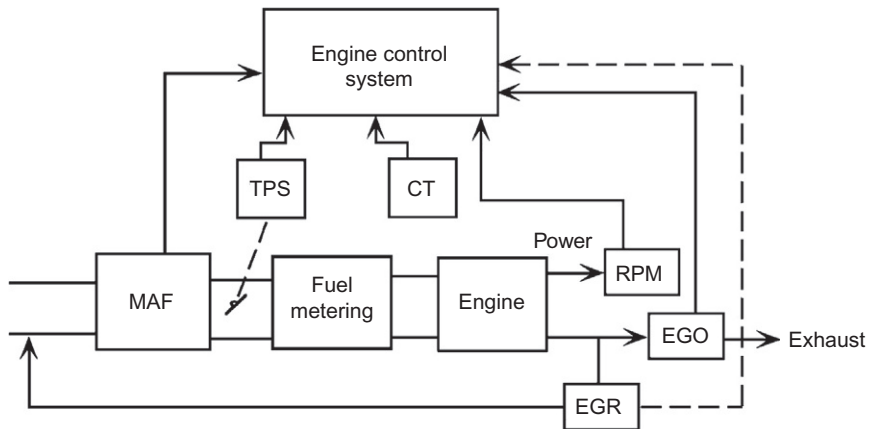 Engine control
system
TPS
CT
Power
RPM
MAF
Fuel
metering
Engine
EGO
Exhaust
EGR